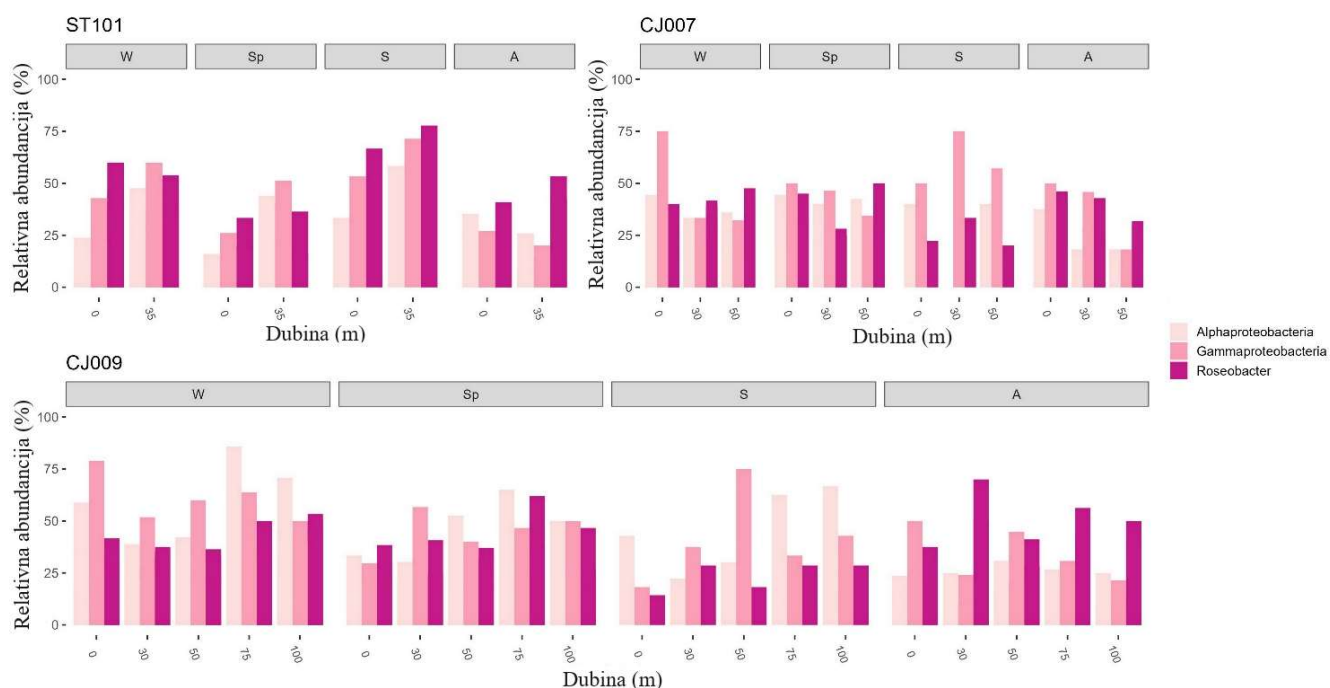 ST101
W Sp S A
Relativna abundancija (%)
100
75
50
25
0
0 35 0 35 0 35 0 35
Dubina (m)
CJ007
W Sp S A
Relativna abundancija (%)
100
75
50
25
0
0 30 50 0 30 50 0 30 50 0 30 50
Dubina (m)
Alphaproteobacteria
Gammaproteobacteria
Roseobacter
CJ009
W Sp S A
Relativna abundancija (%)
100
75
50
25
0
0 30 50 75 100 0 30 50 75 100 0 30 50 75 100 0 30 50 75 100
Dubina (m)